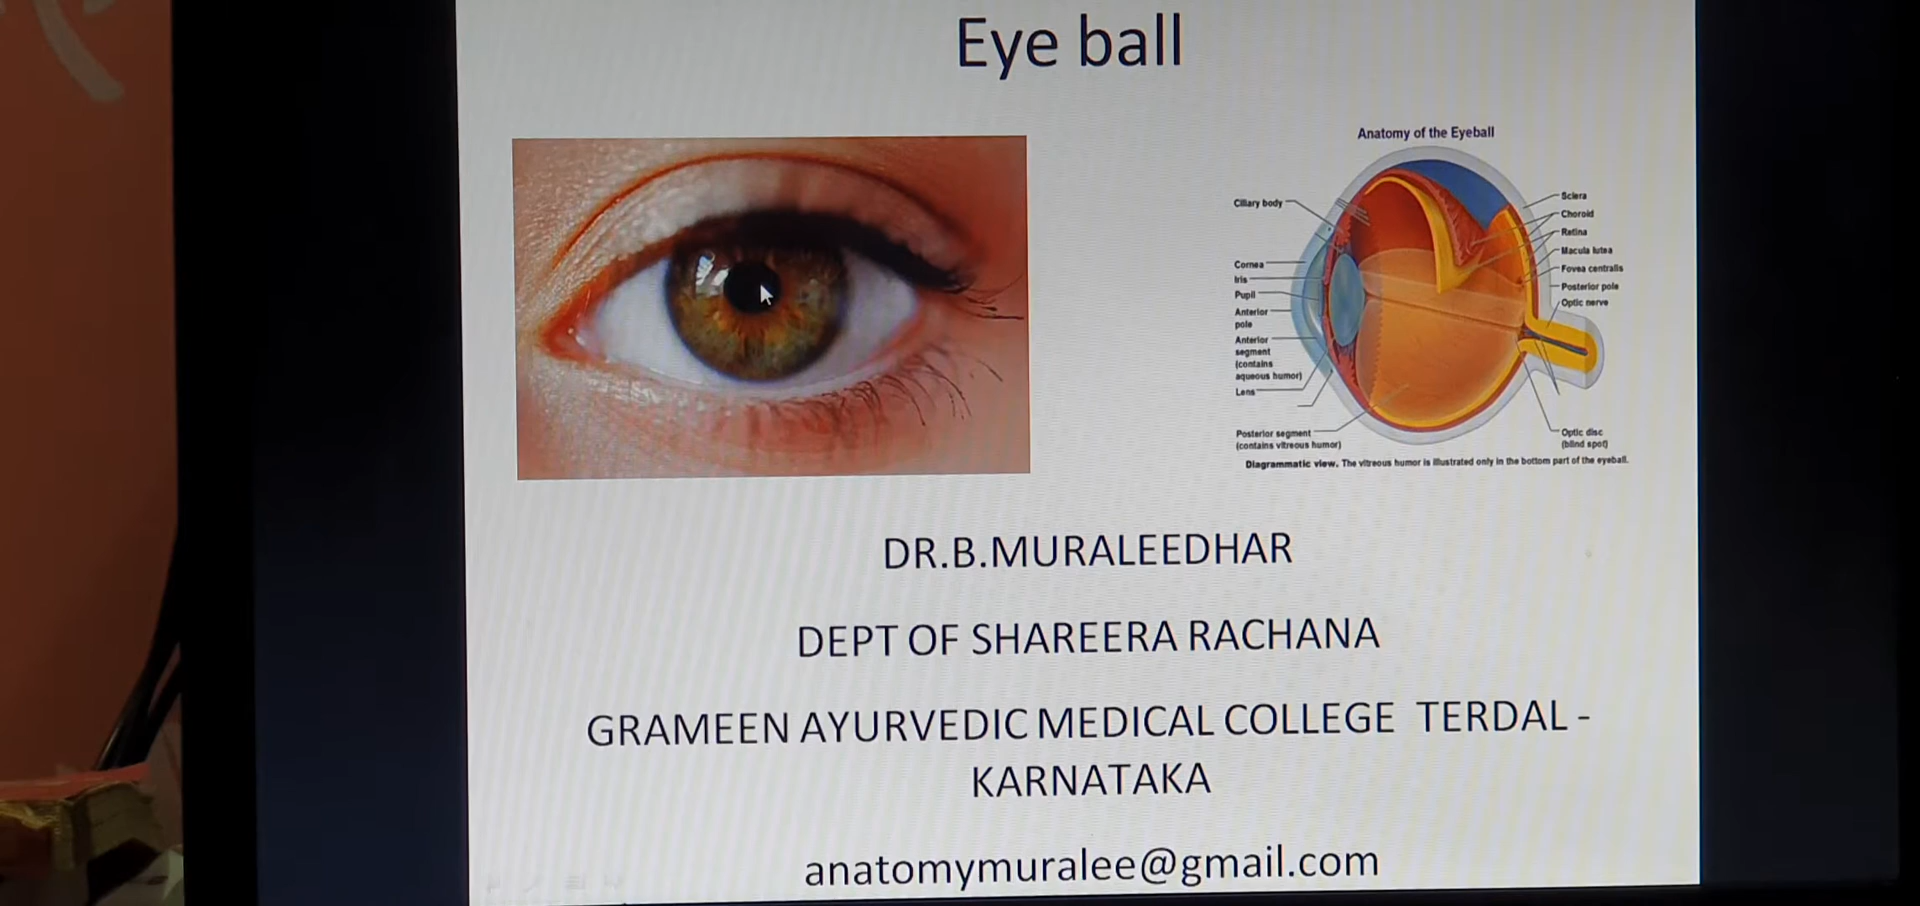 Eye ball
Anatomy of the Eyeball
Ciliary body
Cornea
Iris
Pupil
Anterior
pole
Anterior
segment
(contains
aqueous humor)
Lens
Posterior segment
(contains vitreous humor)
Sclera
Choroid
Retina
Macula lutea
Fovea centralis
Posterior pole
Optic nerve
Optic disc
(blind spot)
Diagrammatic view. The vitreous humor is illustrated only in the bottom part of the eyeball.
DR.B.MURALEEDHAR
DEPT OF SHAREERA RACHANA
GRAMEEN AYURVEDIC MEDICAL COLLEGE TERDAL -
KARNATAKA
anatomymuralee@gmail.com